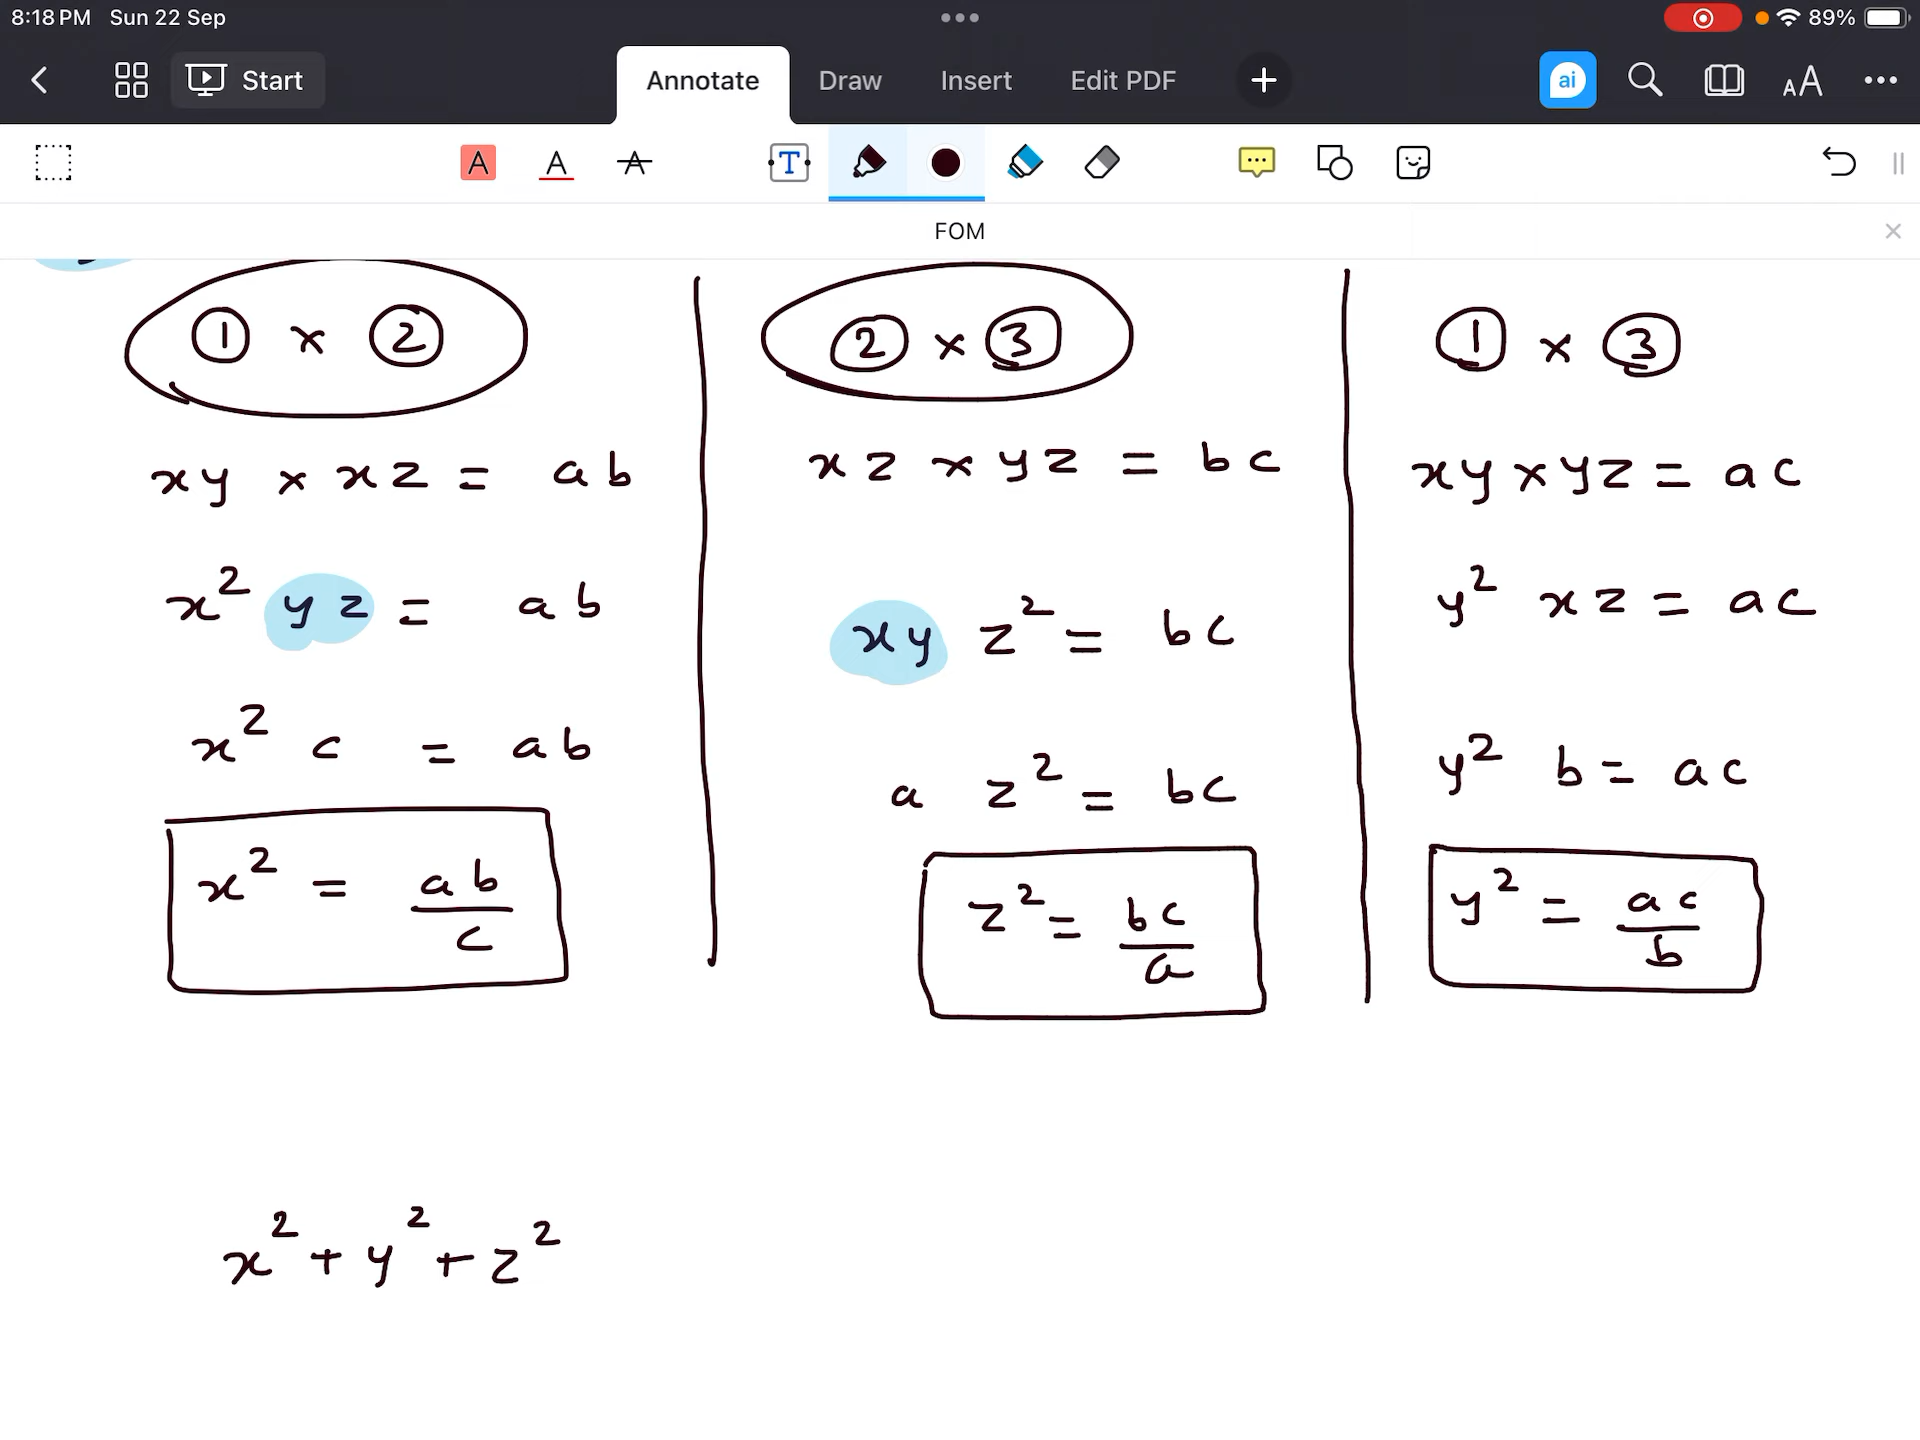 8:18 PM Sun 22 Sep 89%
Start Annotate Draw Insert Edit PDF + ai AA
A A A T
FOM
① × ②
xy × xz = ab
x² yz = ab
x² c = ab
x² = ab/c
② × ③
xz × yz = bc
xy z² = bc
a z² = bc
z² = bc/a
① × ③
xy × yz = ac
y² xz = ac
y² b = ac
y² = ac/b
x² + y² + z²